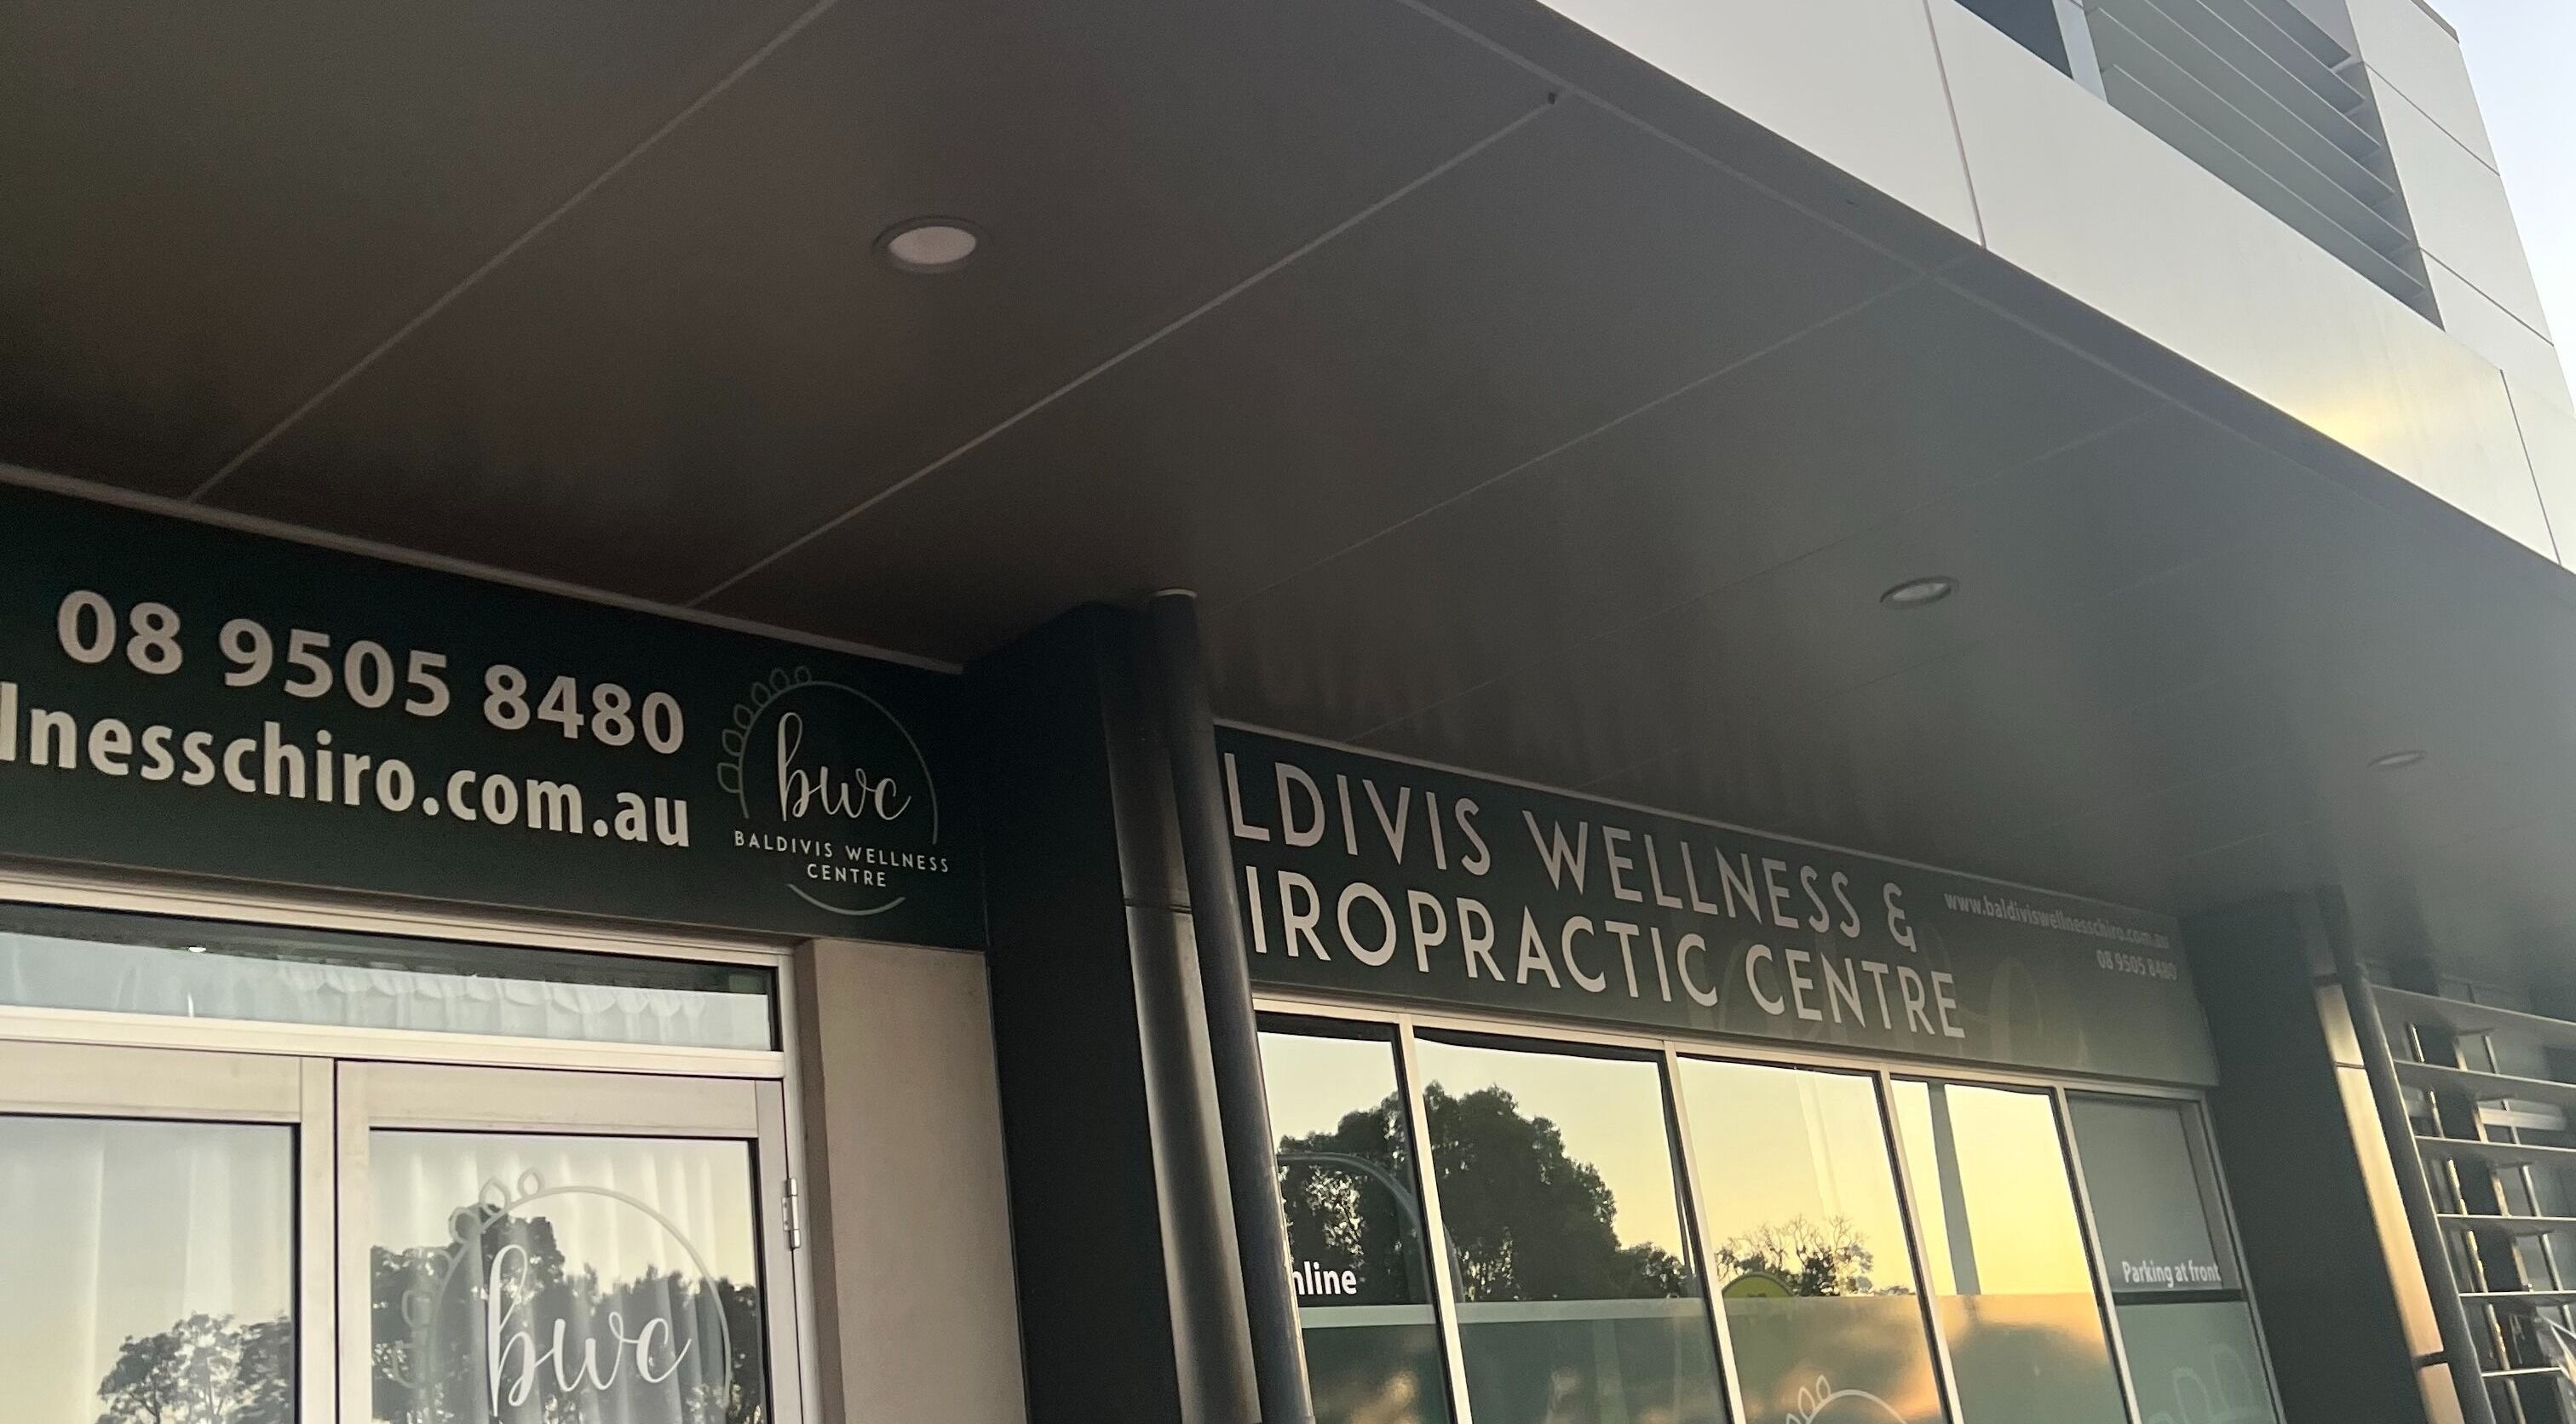 08 9505 8480
lnesschiro.com.au
bwc
BALDIVIS WELLNESS
CENTRE
LDIVIS WELLNESS &
IROPRACTIC CENTRE
www.baldiviswellnesschiro.com.au
08 9505 8480
nline
Parking at front
bwc